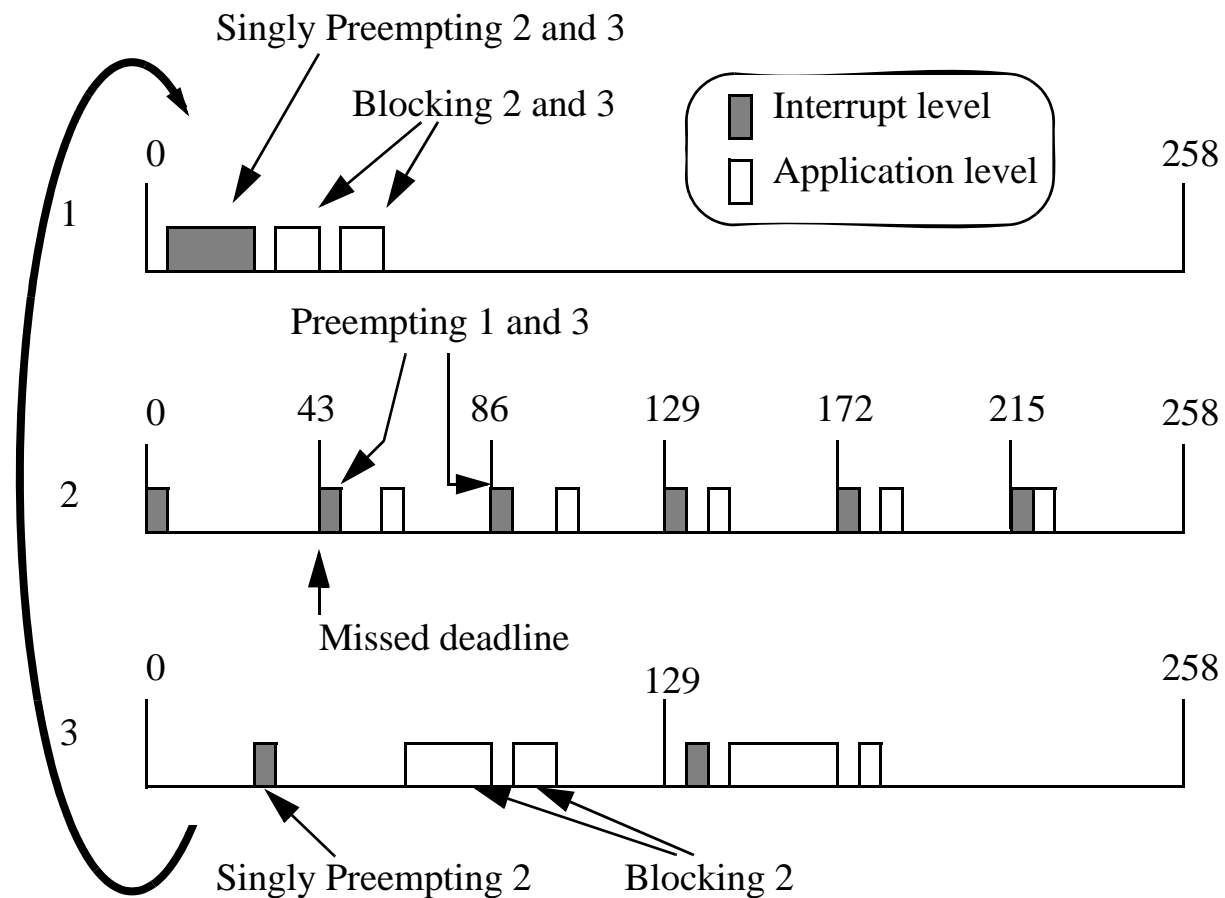 Singly Preempting 2 and 3
Blocking 2 and 3
Interrupt level
Application level
0
258
1
Preempting 1 and 3
0
43
86
129
172
215
258
2
Missed deadline
0
129
258
3
Singly Preempting 2
Blocking 2